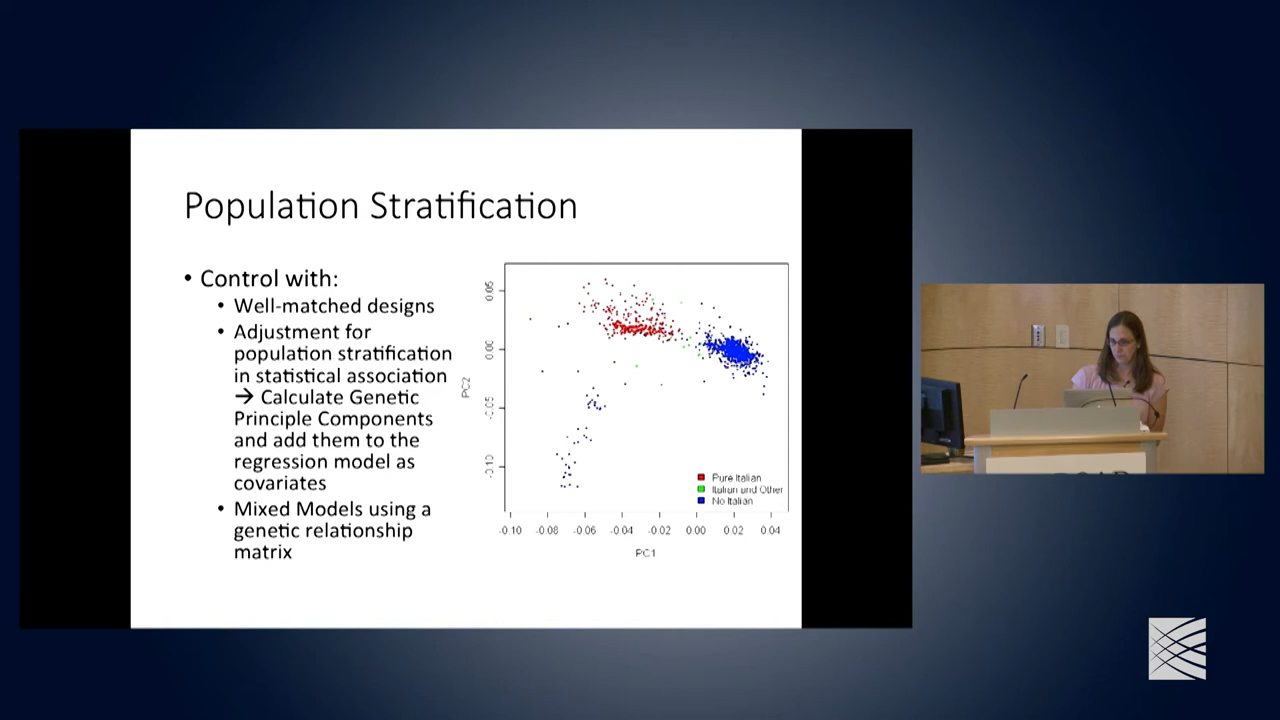 Population Stratification
• Control with:
• Well-matched designs
• Adjustment for
population stratification
in statistical association
→ Calculate Genetic
Principle Components
and add them to the
regression model as
covariates
• Mixed Models using a
genetic relationship
matrix
0.05
0.00
-0.05
-0.10
PC2
Pure Italian
Italian and Other
No Italian
-0.10 -0.08 -0.06 -0.04 -0.02 0.00 0.02 0.04
PC1